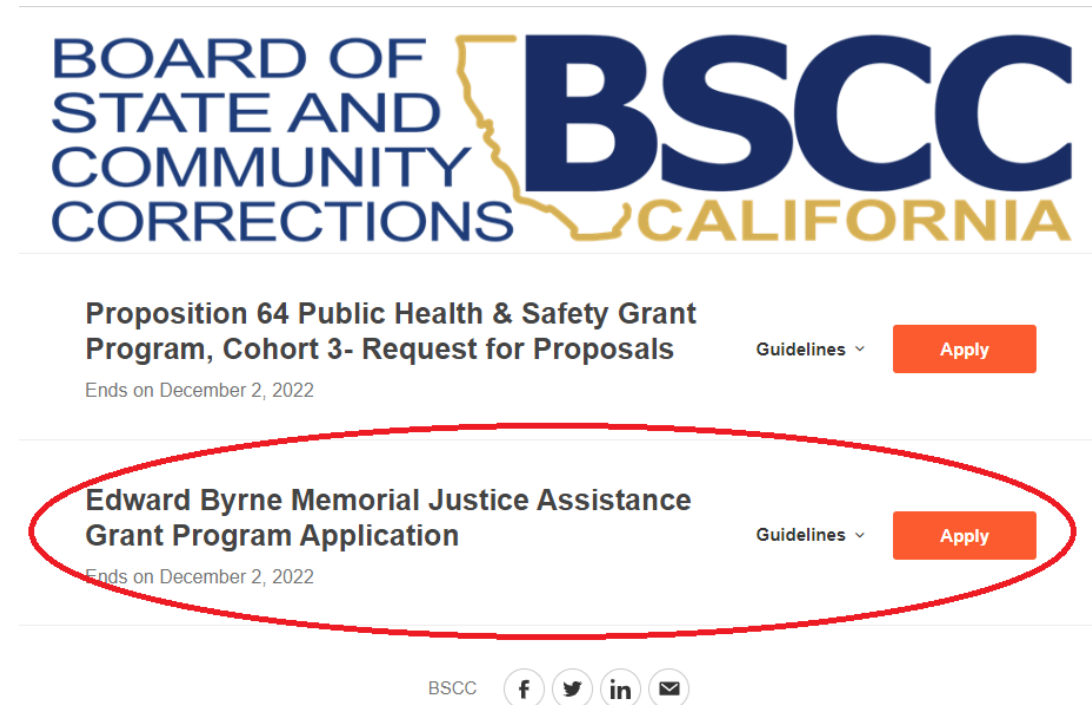 BOARD OF
STATE AND
COMMUNITY
CORRECTIONS
BSCC
CALIFORNIA
Proposition 64 Public Health & Safety Grant
Program, Cohort 3- Request for Proposals
Guidelines
Apply
Ends on December 2, 2022
Edward Byrne Memorial Justice Assistance
Grant Program Application
Guidelines
Apply
Ends on December 2, 2022
BSCC